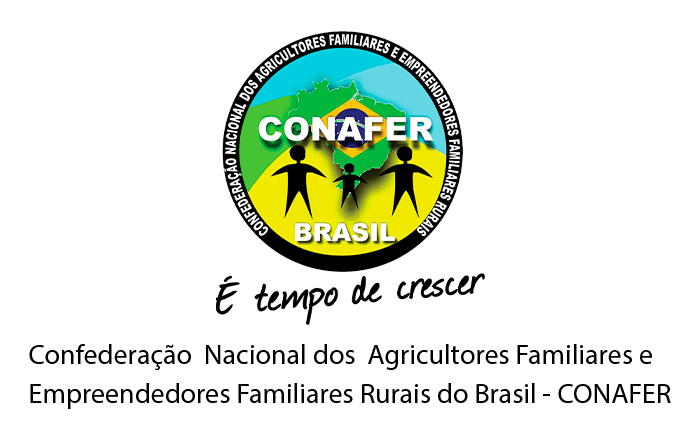 CONFEDERAÇÃO NACIONAL DOS AGRICULTORES FAMILIARES E EMPREENDEDORES FAMILIARES RURAIS
CONAFER
BRASIL
É tempo de crescer
Confederação Nacional dos Agricultores Familiares e
Empreendedores Familiares Rurais do Brasil - CONAFER